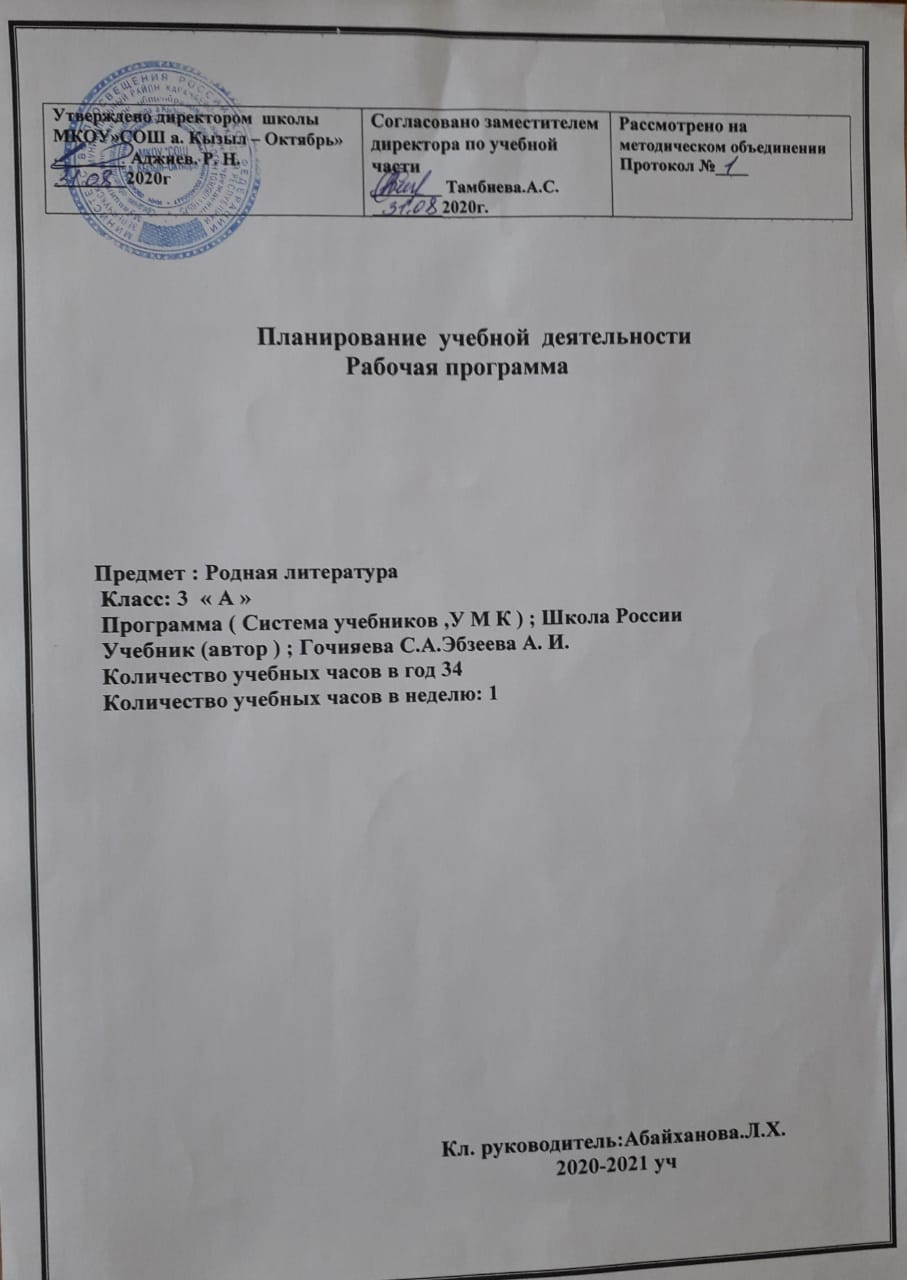 Утверждено директором школы
МКОУ»СОШ а. Кызыл – Октябрь»
________ Аджиев. Р. Н.
31.08 2020г
Согласовано заместителем
директора по учебной
части
________ Тамбиева.А.С.
31.08 2020г.
Рассмотрено на
методическом объединении
Протокол №_1_
Планирование учебной деятельности
Рабочая программа
Предмет : Родная литература
Класс: 3 « А »
Программа ( Система учебников ,У М К ) ; Школа России
Учебник (автор ) ; Гочияева С.А.Эбзеева А. И.
Количество учебных часов в год 34
Количество учебных часов в неделю: 1
Кл. руководитель:Абайханова.Л.Х.
2020-2021 уч